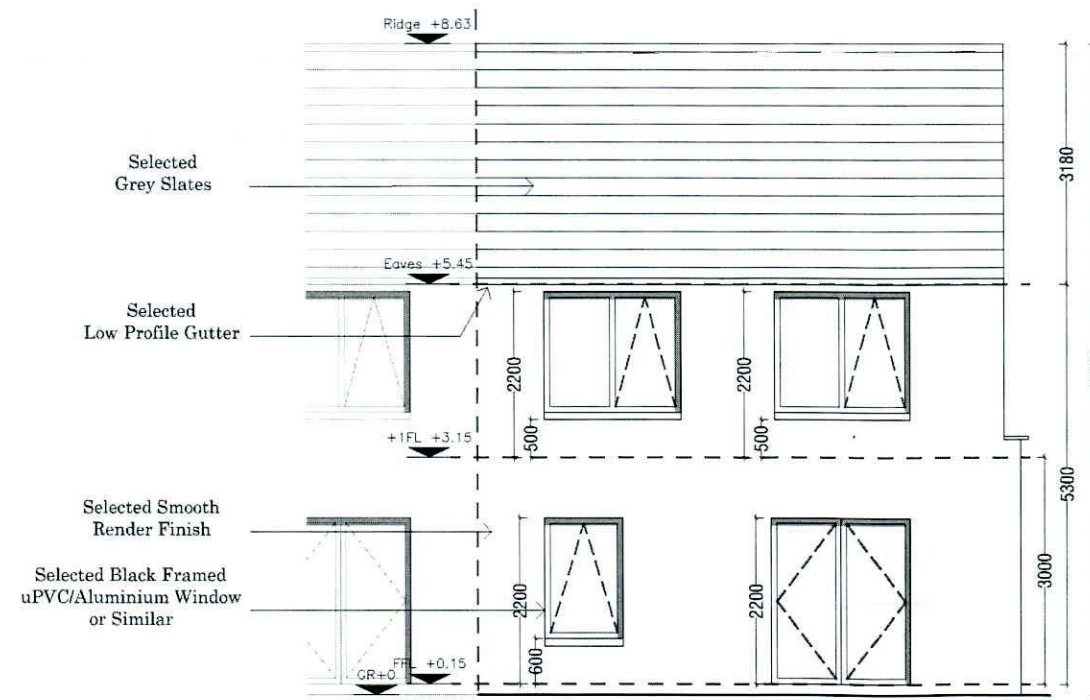 Ridge +8.63
Selected
Grey Slates
3180
Eaves +5.45
Selected
Low Profile Gutter
2200
2200
500
500
+1FL +3.15
5300
Selected Smooth
Render Finish
3000
Selected Black Framed
uPVC/Aluminium Window
or Similar
2200
2200
600
FFL +0.15
GR+0